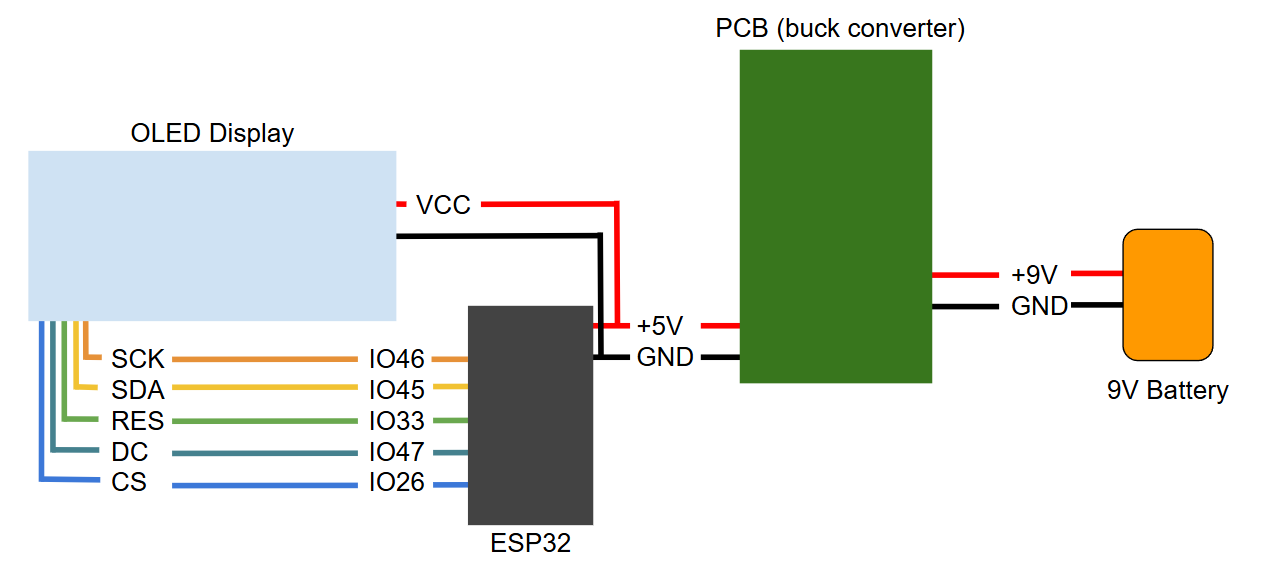 PCB (buck converter)
OLED Display
VCC
+9V
GND
+5V
GND
SCK IO46
SDA IO45
RES IO33
DC IO47
CS IO26
9V Battery
ESP32